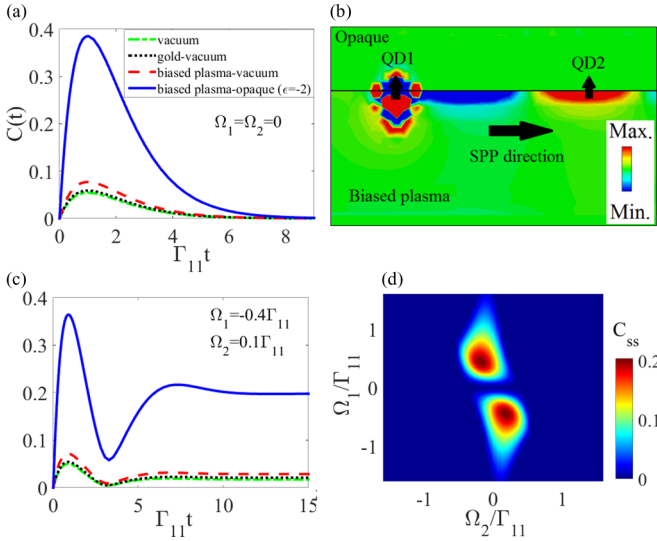 (a)
C(t)
0.4
0.3
0.2
0.1
0
0
2
4
6
8
Γ₁₁t
vacuum
gold-vacuum
biased plasma-vacuum
biased plasma-opaque (ϵ=-2)
Ω₁=Ω₂=0
(b)
Opaque
QD1
QD2
SPP direction
Biased plasma
Max.
Min.
(c)
0.4
0.3
0.2
0.1
0
0
5
10
15
Γ₁₁t
Ω₁=-0.4Γ₁₁
Ω₂=0.1Γ₁₁
(d)
Ω₁/Γ₁₁
1
0
-1
-1
0
1
Ω₂/Γ₁₁
Cₛₛ
0.2
0.1
0